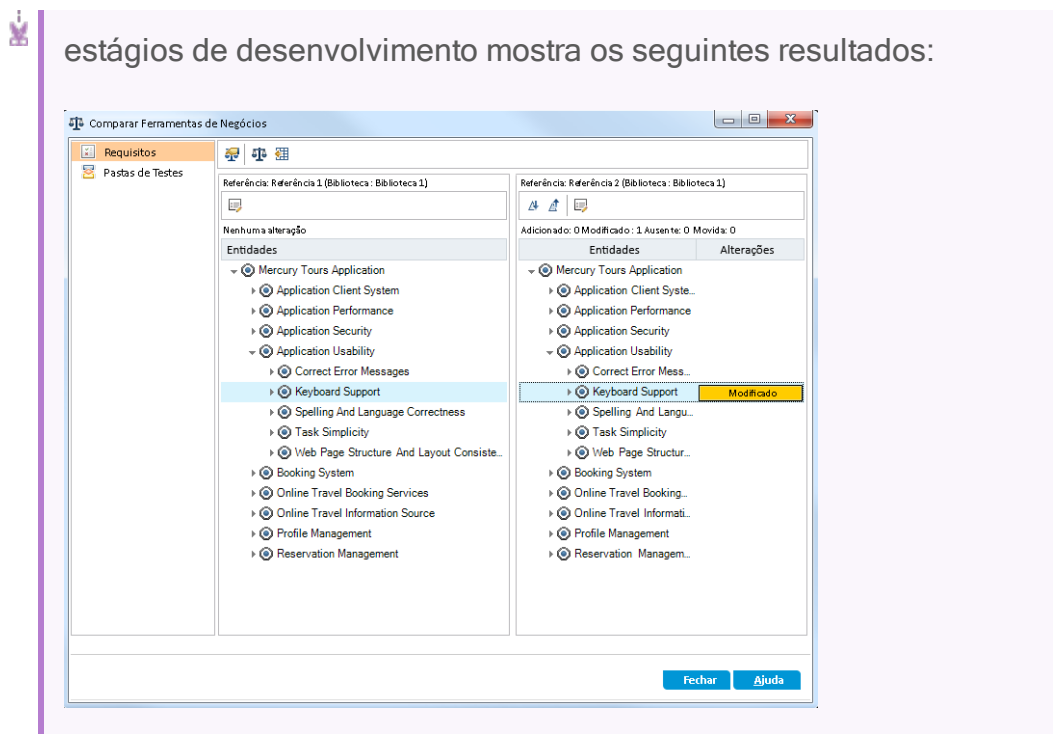 estágios de desenvolvimento mostra os seguintes resultados:
Comparar Ferramentas de Negócios
Requisitos
Pastas de Testes
Referência: Referência 1 (Biblioteca : Biblioteca 1)
Nenhuma alteração
Entidades
Mercury Tours Application
Application Client System
Application Performance
Application Security
Application Usability
Correct Error Messages
Keyboard Support
Spelling And Language Correctness
Task Simplicity
Web Page Structure And Layout Consiste...
Booking System
Online Travel Booking Services
Online Travel Information Source
Profile Management
Reservation Management
Referência: Referência 2 (Biblioteca : Biblioteca 1)
Adicionado: 0 Modificado : 1 Ausente: 0 Movida: 0
Entidades Alterações
Mercury Tours Application
Application Client Syste...
Application Performance
Application Security
Application Usability
Correct Error Mess...
Keyboard Support Modificado
Spelling And Langu...
Task Simplicity
Web Page Structur...
Booking System
Online Travel Booking...
Online Travel Informati...
Profile Management
Reservation Managem...
Fechar Ajuda